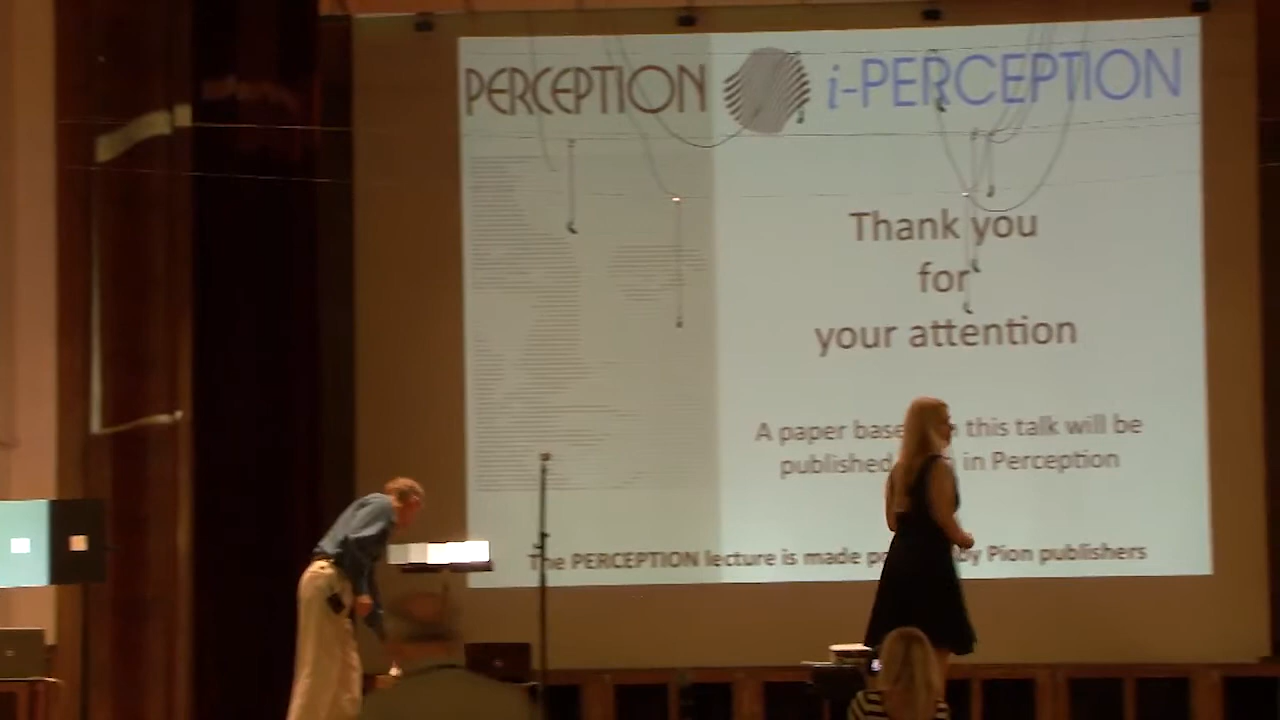 PERCEPTION i-PERCEPTION
Thank you
for
your attention
A paper this talk will be
published in Perception
The PERCEPTION lecture is made by Pion publishers